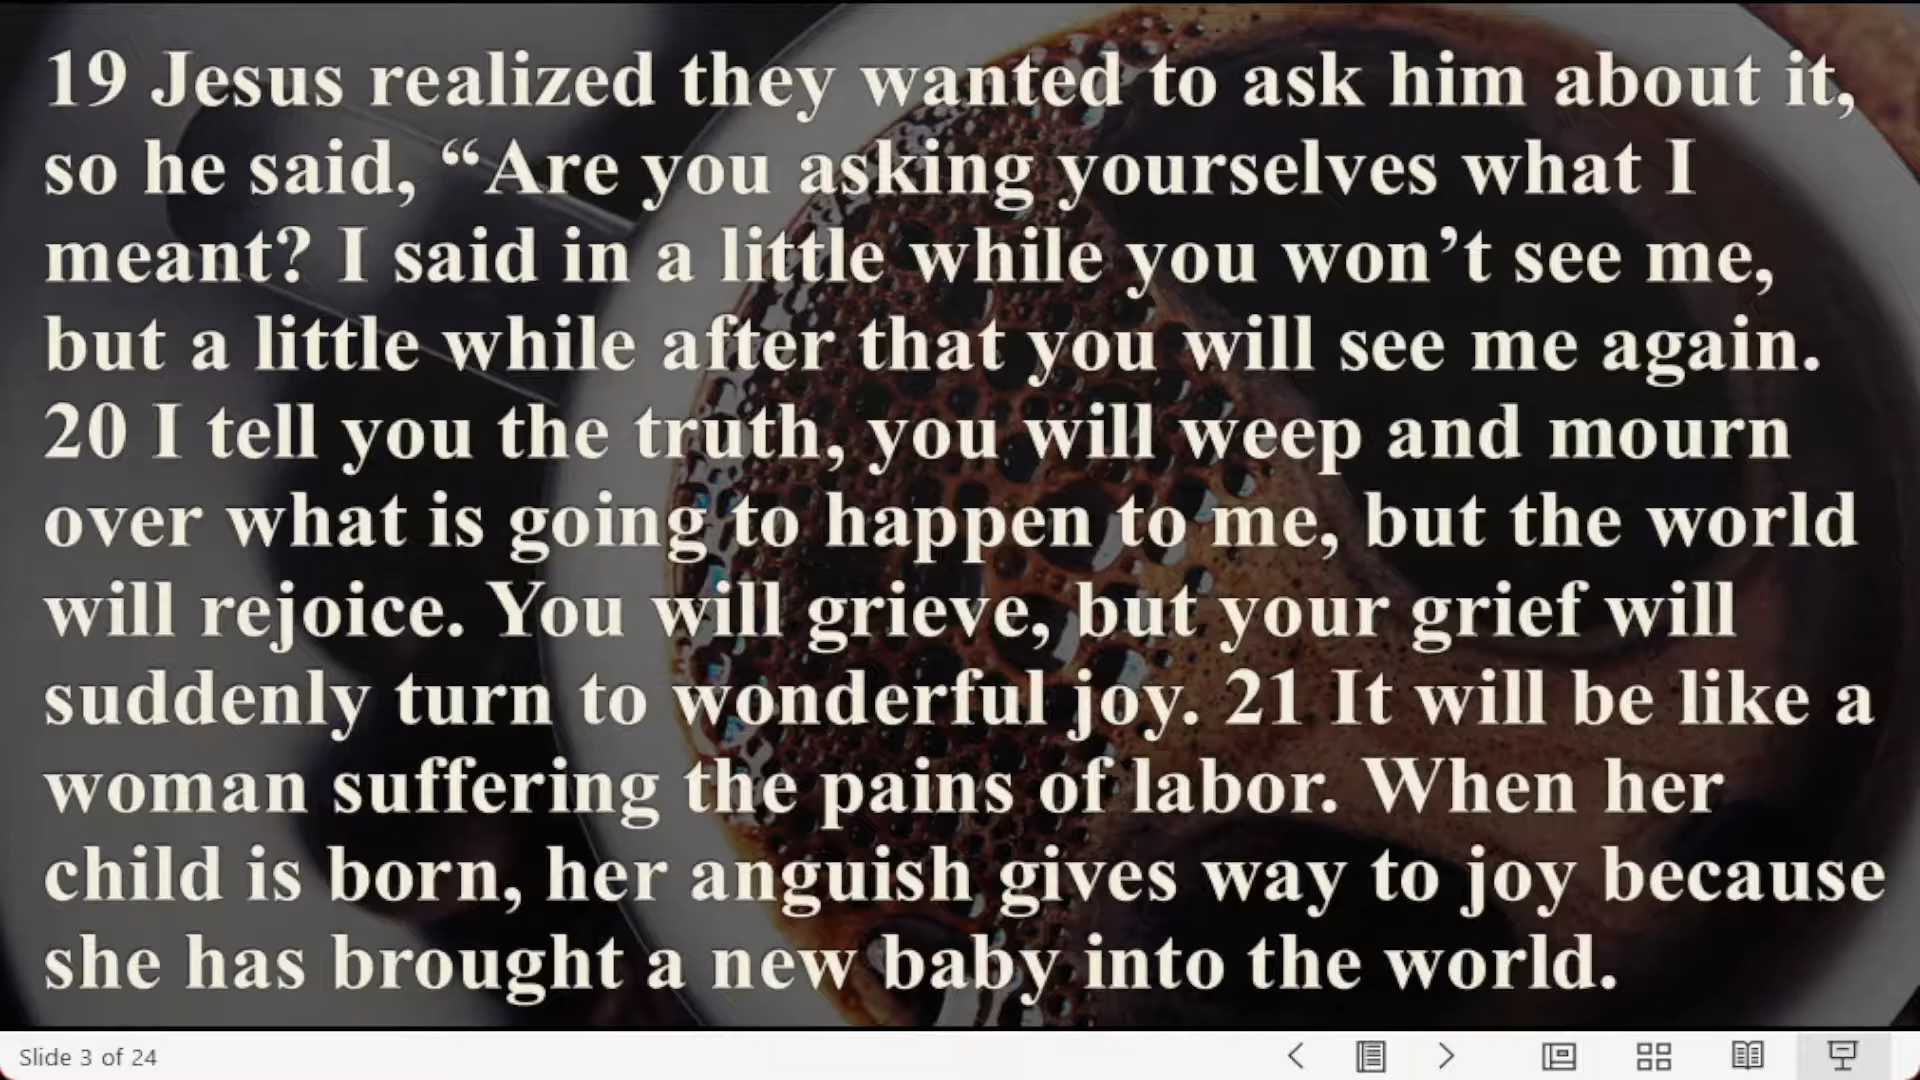 19 Jesus realized they wanted to ask him about it,
so he said, “Are you asking yourselves what I
meant? I said in a little while you won’t see me,
but a little while after that you will see me again.
20 I tell you the truth, you will weep and mourn
over what is going to happen to me, but the world
will rejoice. You will grieve, but your grief will
suddenly turn to wonderful joy. 21 It will be like a
woman suffering the pains of labor. When her
child is born, her anguish gives way to joy because
she has brought a new baby into the world.
Slide 3 of 24